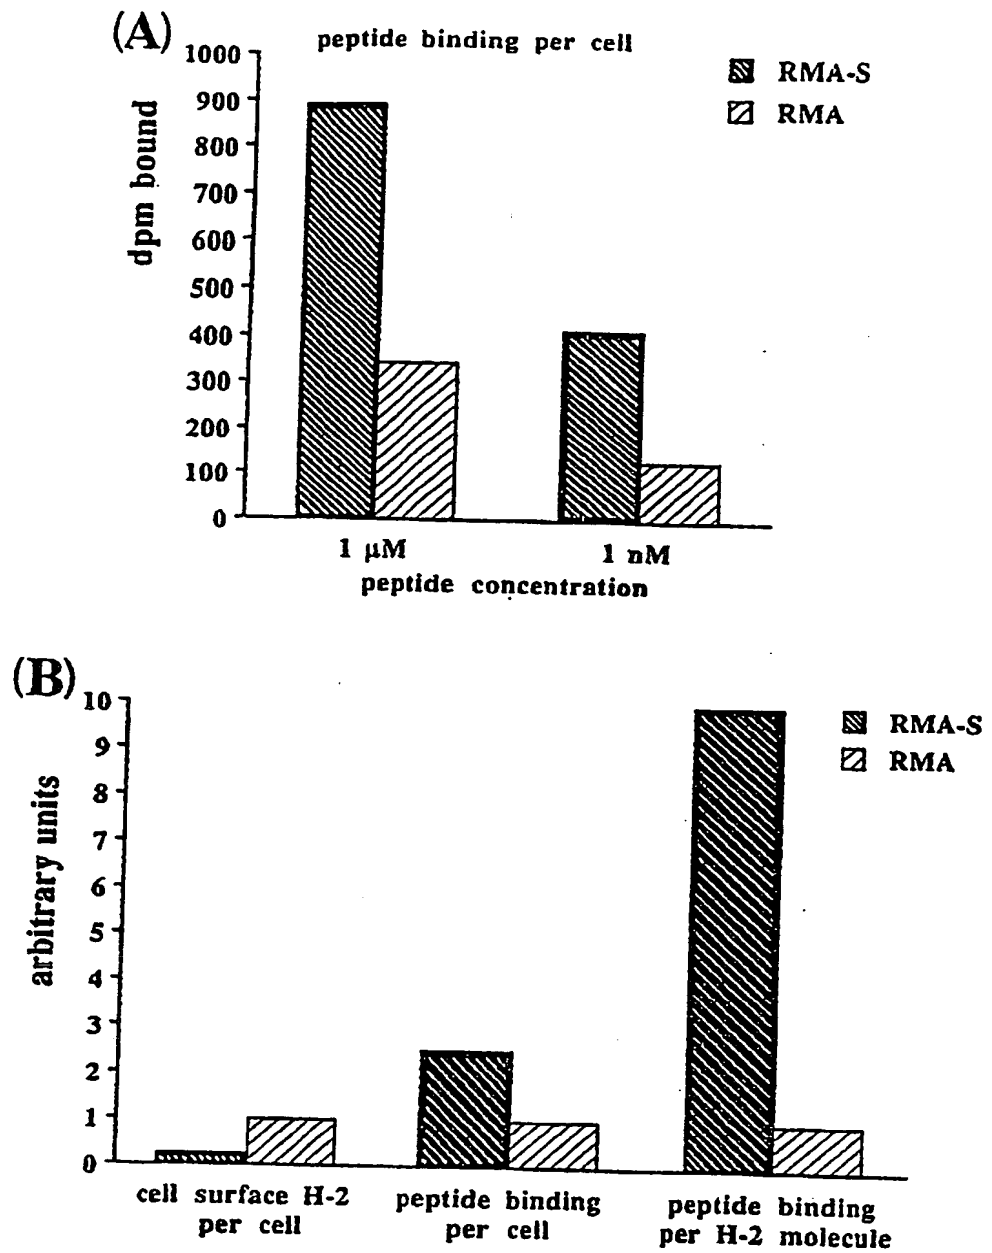 (A)
peptide binding per cell
RMA-S
RMA
dpm bound
1000
900
800
700
600
500
400
300
200
100
0
1 μM
1 nM
peptide concentration
(B)
RMA-S
RMA
arbitrary units
10
9
8
7
6
5
4
3
2
1
0
cell surface H-2
per cell
peptide binding
per cell
peptide binding
per H-2 molecule